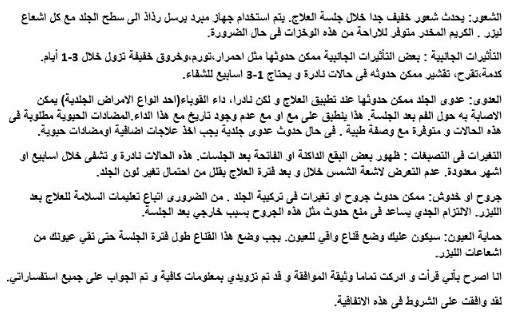 الشعور: يحدث شعور خفيف جدا خلال جلسة العلاج. يتم استخدام جهاز مبرد يرسل رذاذ الى سطح الجلد مع كل اشعاع
ليزر . الكريم المخدر متوفر للاراحة من هذه الوخزات فى حال الضرورة.
التأثيرات الجانبية : بعض التأثيرات الجانبية ممكن حدوثها مثل احمرار،تورم،وخروق خفيفة تزول خلال 3-1 أيام.
كدمة،تقرح، تقشير ممكن حدوثه فى حالات نادرة و يحتاج 1-3 اسابيع للشفاء.
العدوى: عدوى الجلد ممكن حدوثها عند تطبيق العلاج و لكن نادرا، داء القوباء(احد انواع الامراض الجلدية) يمكن
الاصابة به حول الفم بعد الجلسة. هذا ينطبق على مع او مع عدم وجود تاريخ مع هذا الداء.المضادات الحيوية مطلوبة فى
هذه الحالات و متوفرة مع وصفة طبية . فى حال حدوث عدوى جلدية يجب اخذ علاجات اضافية اومضادات حيوية.
التغيرات فى التصبغات : ظهور بعض البقع الداكنة او الفاتحة بعد الجلسات. هذه الحالات نادرة و تشفى خلال اسابيع او
اشهر معدودة. عدم التعرض لاشعة الشمس خلال و بعد فترة العلاج يقلل من احتمال تغير لون الجلد.
جروح او خدوش: ممكن حدوث جروح او تغيرات فى تركيبة الجلد . من الضرورى اتباع تعليمات السلامة للعلاج بعد
الليزر. الالتزام الجدي يساعد فى منع حدوث مثل هذه الجروح بسبب خارجي بعد الجلسة.
حماية العيون: سيكون عليك وضع قناع واقي للعيون. يجب وضع هذا القناع طول فترة الجلسة حتى تقي عيونك من
اشعاعات الليزر.
انا اصرح بأني قرأت و ادركت تماما وثيقة الموافقة و قد تم تزويدي بمعلومات كافية و تم الجواب على جميع استفساراتي.
لقد وافقت على الشروط فى هذه الاتفاقية.